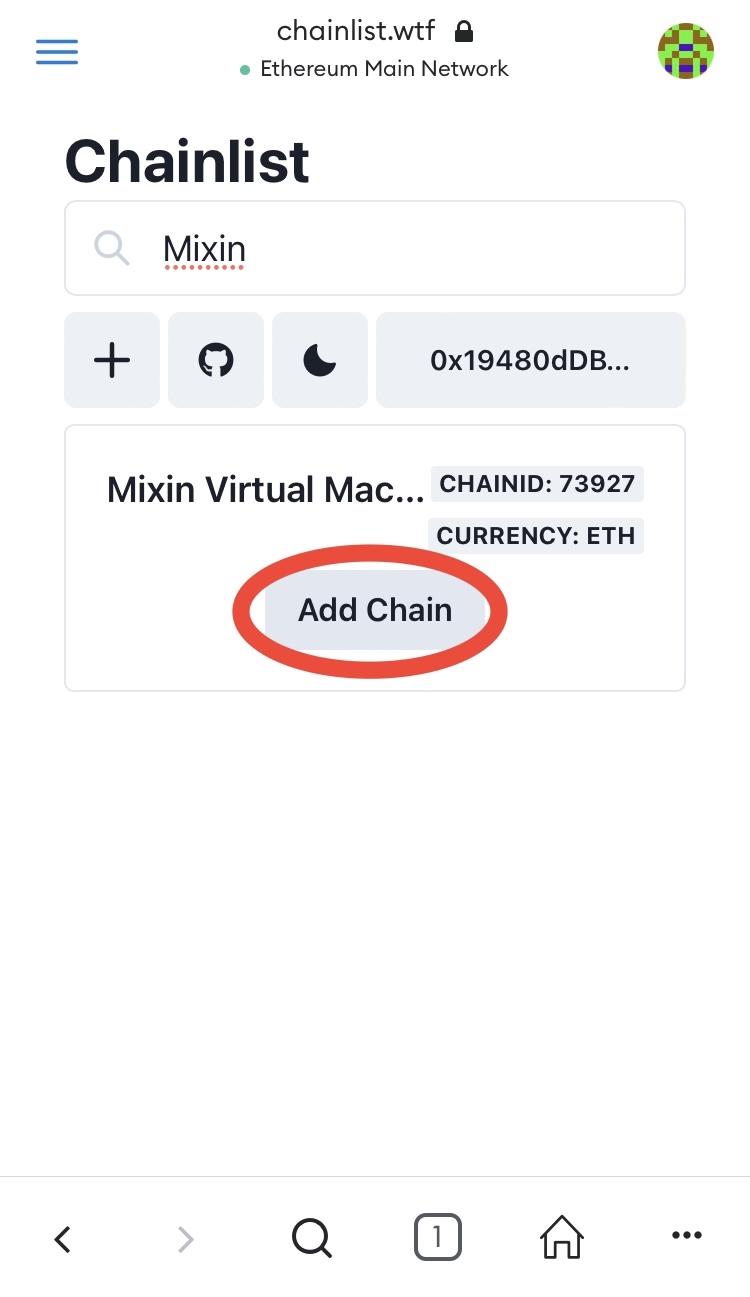 chainlist.wtf
Ethereum Main Network
Chainlist
Mixin
0x19480dDB...
Mixin Virtual Mac...
CHAINID: 73927
CURRENCY: ETH
Add Chain
1